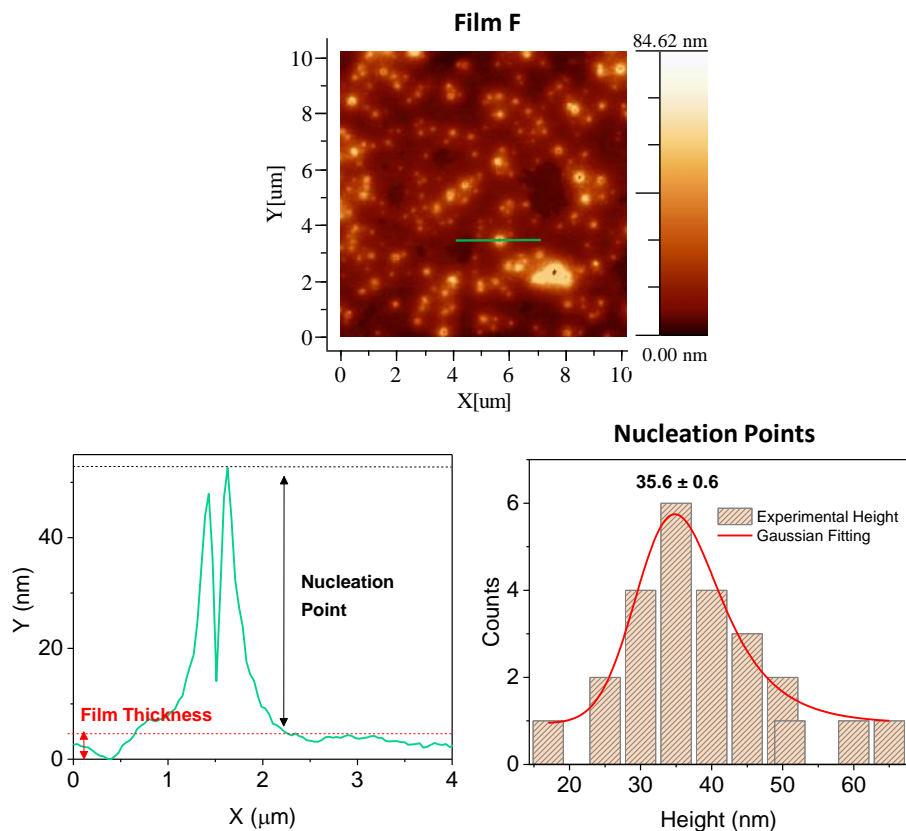 Film F
84.62 nm
10
8
6
4
2
0
Y[um]
0.00 nm
0 2 4 6 8 10
X[um]
40
20
0
Y (nm)
Nucleation
Point
Film Thickness
0 1 2 3 4
X (μm)
Nucleation Points
35.6 ± 0.6
Experimental Height
Gaussian Fitting
6
4
2
0
Counts
20 30 40 50 60
Height (nm)